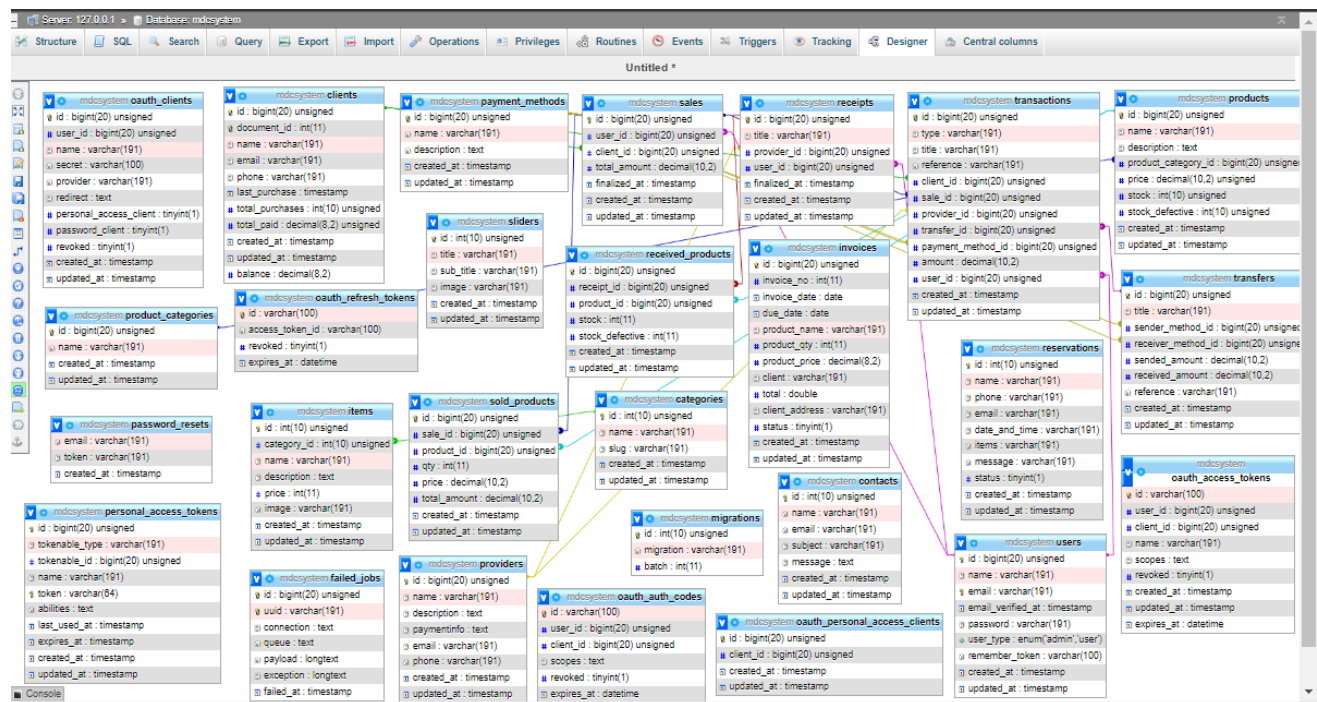 Server: 127.0.0.1 » Database: mdcsystem
Structure SQL Search Query Export Import Operations Privileges Routines Events Triggers Tracking Designer Central columns
Untitled *
mdcsystem oauth_clients
id : bigint(20) unsigned
user_id : bigint(20) unsigned
name : varchar(191)
secret : varchar(100)
provider : varchar(191)
redirect : text
personal_access_client : tinyint(1)
password_client : tinyint(1)
revoked : tinyint(1)
created_at : timestamp
updated_at : timestamp
mdcsystem clients
id : bigint(20) unsigned
document_id : int(11)
name : varchar(191)
email : varchar(191)
phone : varchar(191)
last_purchase : timestamp
total_purchases : int(10) unsigned
total_paid : decimal(8,2) unsigned
created_at : timestamp
updated_at : timestamp
balance : decimal(8,2)
mdcsystem payment_methods
id : bigint(20) unsigned
name : varchar(191)
description : text
created_at : timestamp
updated_at : timestamp
mdcsystem sales
id : bigint(20) unsigned
user_id : bigint(20) unsigned
client_id : bigint(20) unsigned
total_amount : decimal(10,2)
finalized_at : timestamp
created_at : timestamp
updated_at : timestamp
mdcsystem receipts
id : bigint(20) unsigned
title : varchar(191)
provider_id : bigint(20) unsigned
user_id : bigint(20) unsigned
finalized_at : timestamp
created_at : timestamp
updated_at : timestamp
mdcsystem transactions
id : bigint(20) unsigned
type : varchar(191)
title : varchar(191)
reference : varchar(191)
client_id : bigint(20) unsigned
sale_id : bigint(20) unsigned
provider_id : bigint(20) unsigned
transfer_id : bigint(20) unsigned
payment_method_id : bigint(20) unsigned
amount : decimal(10,2)
user_id : bigint(20) unsigned
created_at : timestamp
updated_at : timestamp
mdcsystem products
id : bigint(20) unsigned
name : varchar(191)
description : text
product_category_id : bigint(20) unsigned
price : decimal(10,2) unsigned
stock : int(10) unsigned
stock_defective : int(10) unsigned
created_at : timestamp
updated_at : timestamp
mdcsystem sliders
id : int(10) unsigned
title : varchar(191)
sub_title : varchar(191)
image : varchar(191)
created_at : timestamp
updated_at : timestamp
mdcsystem received_products
id : bigint(20) unsigned
receipt_id : bigint(20) unsigned
product_id : bigint(20) unsigned
stock : int(11)
stock_defective : int(11)
created_at : timestamp
updated_at : timestamp
mdcsystem invoices
id : bigint(20) unsigned
invoice_no : int(11)
invoice_date : date
due_date : date
product_name : varchar(191)
product_qty : int(11)
product_price : decimal(8,2)
client : varchar(191)
total : double
client_address : varchar(191)
status : tinyint(1)
created_at : timestamp
updated_at : timestamp
mdcsystem transfers
id : bigint(20) unsigned
title : varchar(191)
sender_method_id : bigint(20) unsigned
receiver_method_id : bigint(20) unsigne
sended_amount : decimal(10,2)
received_amount : decimal(10,2)
reference : varchar(191)
created_at : timestamp
updated_at : timestamp
mdcsystem product_categories
id : bigint(20) unsigned
name : varchar(191)
created_at : timestamp
updated_at : timestamp
mdcsystem oauth_refresh_tokens
id : varchar(100)
access_token_id : varchar(100)
revoked : tinyint(1)
expires_at : datetime
mdcsystem reservations
id : int(10) unsigned
name : varchar(191)
phone : varchar(191)
email : varchar(191)
date_and_time : varchar(191)
items : varchar(191)
message : varchar(191)
status : tinyint(1)
created_at : timestamp
updated_at : timestamp
mdcsystem password_resets
email : varchar(191)
token : varchar(191)
created_at : timestamp
mdcsystem items
id : int(10) unsigned
category_id : int(10) unsigned
name : varchar(191)
description : text
price : int(11)
image : varchar(191)
created_at : timestamp
updated_at : timestamp
mdcsystem sold_products
id : bigint(20) unsigned
sale_id : bigint(20) unsigned
product_id : bigint(20) unsigned
qty : int(11)
price : decimal(10,2)
total_amount : decimal(10,2)
created_at : timestamp
updated_at : timestamp
mdcsystem categories
id : int(10) unsigned
name : varchar(191)
slug : varchar(191)
created_at : timestamp
updated_at : timestamp
mdcsystem contacts
id : int(10) unsigned
name : varchar(191)
email : varchar(191)
subject : varchar(191)
message : text
created_at : timestamp
updated_at : timestamp
mdcsystem
oauth_access_tokens
id : varchar(100)
user_id : bigint(20) unsigned
client_id : bigint(20) unsigned
name : varchar(191)
scopes : text
revoked : tinyint(1)
created_at : timestamp
updated_at : timestamp
expires_at : datetime
mdcsystem personal_access_tokens
id : bigint(20) unsigned
tokenable_type : varchar(191)
tokenable_id : bigint(20) unsigned
name : varchar(191)
token : varchar(64)
abilities : text
last_used_at : timestamp
expires_at : timestamp
created_at : timestamp
updated_at : timestamp
mdcsystem failed_jobs
id : bigint(20) unsigned
uuid : varchar(191)
connection : text
queue : text
payload : longtext
exception : longtext
failed_at : timestamp
mdcsystem providers
id : bigint(20) unsigned
name : varchar(191)
description : text
paymentinfo : text
email : varchar(191)
phone : varchar(191)
created_at : timestamp
updated_at : timestamp
mdcsystem migrations
id : int(10) unsigned
migration : varchar(191)
batch : int(11)
mdcsystem oauth_auth_codes
id : varchar(100)
user_id : bigint(20) unsigned
client_id : bigint(20) unsigned
scopes : text
revoked : tinyint(1)
expires_at : datetime
mdcsystem oauth_personal_access_clients
id : bigint(20) unsigned
client_id : bigint(20) unsigned
created_at : timestamp
updated_at : timestamp
mdcsystem users
id : bigint(20) unsigned
name : varchar(191)
email : varchar(191)
email_verified_at : timestamp
password : varchar(191)
user_type : enum('admin','user')
remember_token : varchar(100)
created_at : timestamp
updated_at : timestamp
Console